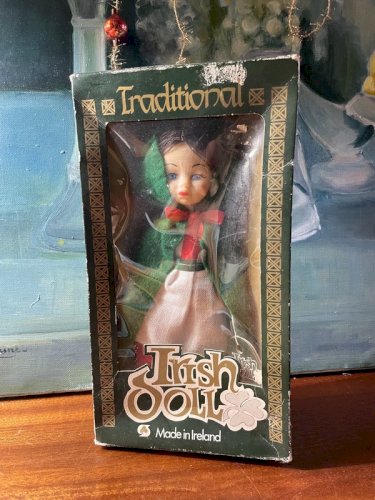 Traditional
Irish
Doll
Made in Ireland